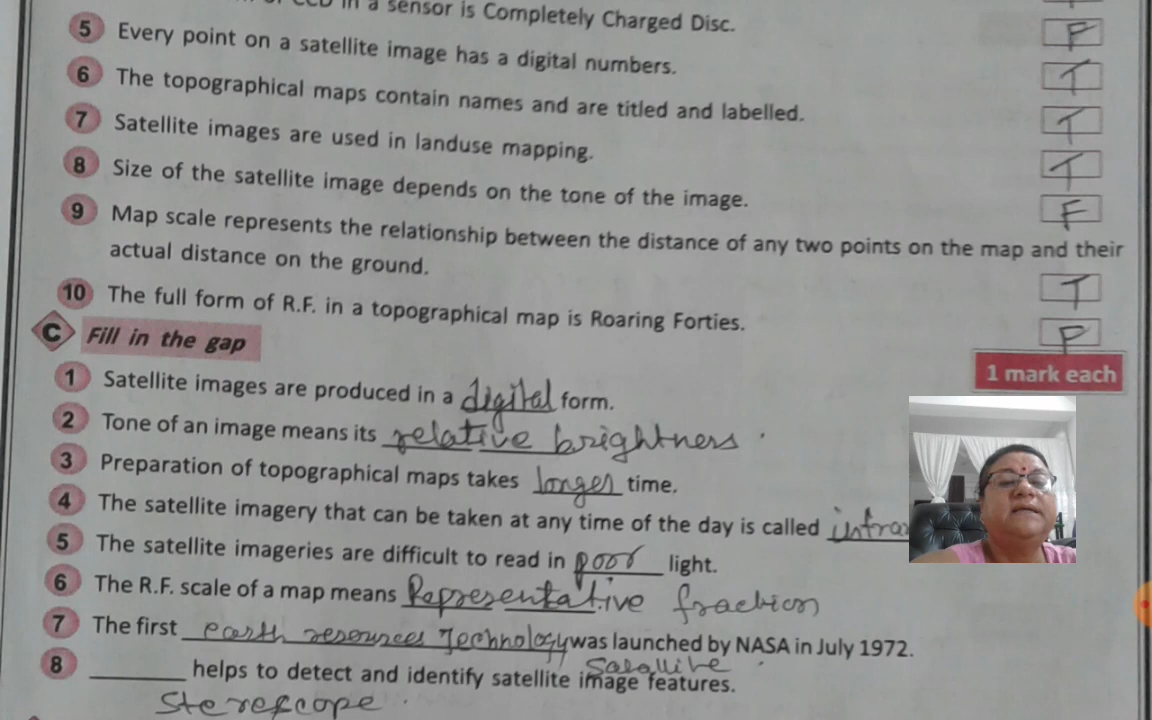 in a sensor is Completely Charged Disc.
F
5 Every point on a satellite image has a digital numbers.
T
6 The topographical maps contain names and are titled and labelled.
T
7 Satellite images are used in landuse mapping.
T
8 Size of the satellite image depends on the tone of the image.
F
9 Map scale represents the relationship between the distance of any two points on the map and their
actual distance on the ground.
T
10 The full form of R.F. in a topographical map is Roaring Forties.
F
C Fill in the gap
1 mark each
1 Satellite images are produced in a digital form.
2 Tone of an image means its relative brightness.
3 Preparation of topographical maps takes longer time.
4 The satellite imagery that can be taken at any time of the day is called
5 The satellite imageries are difficult to read in poor light.
6 The R.F. scale of a map means Representative fraction
7 The first earth resources Technology was launched by NASA in July 1972.
Satellite
8 helps to detect and identify satellite image features.